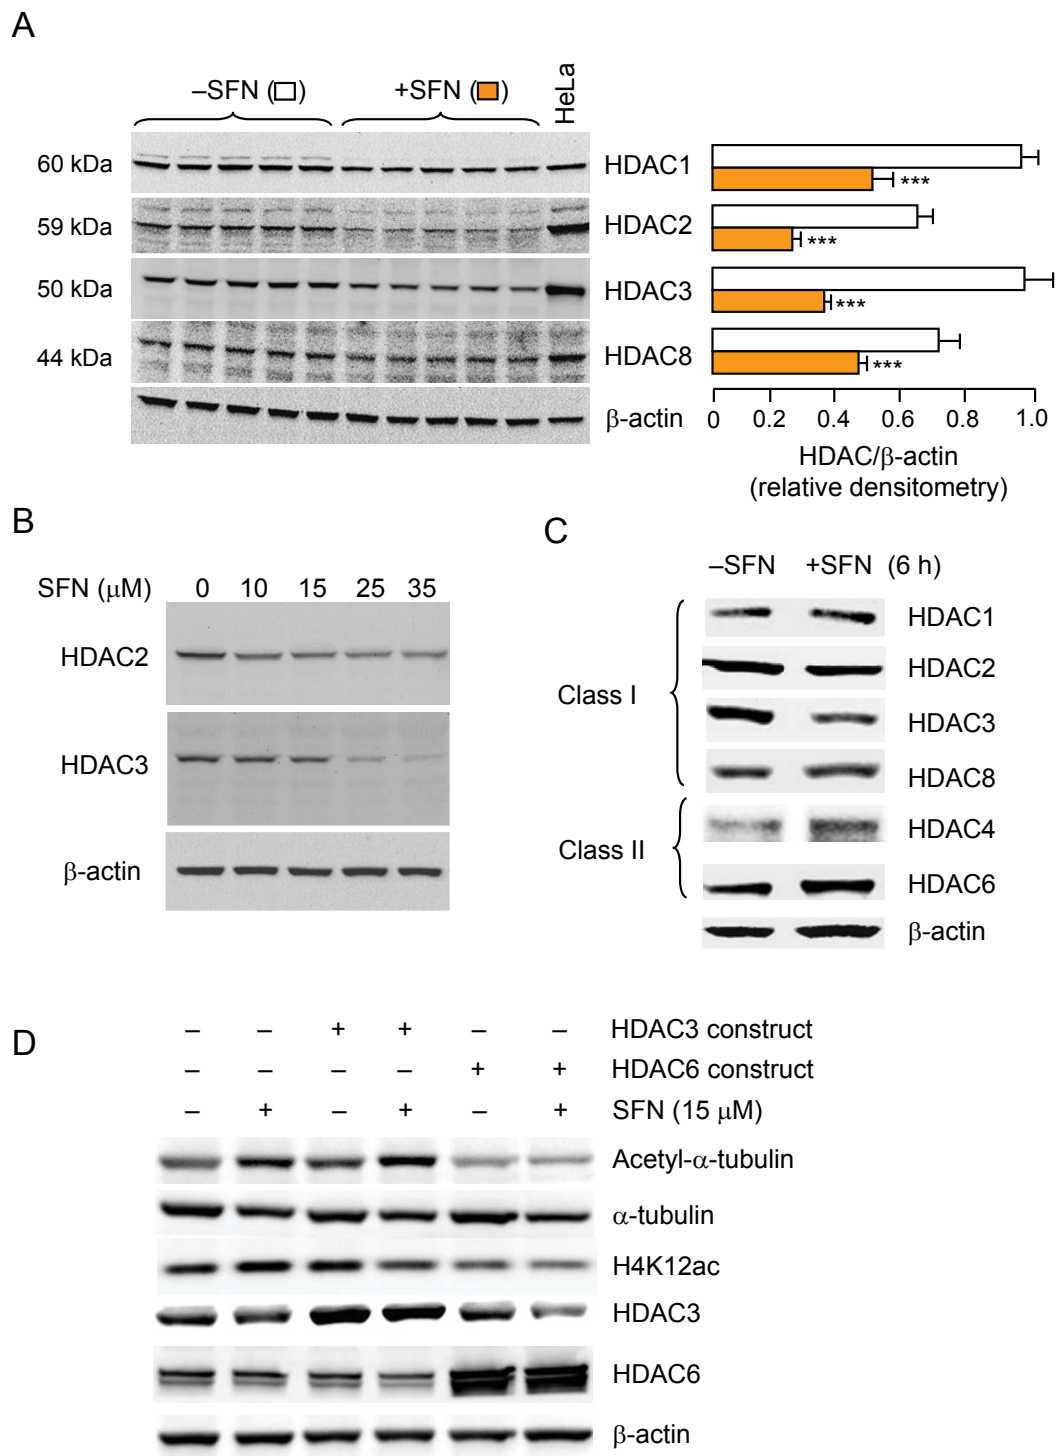 A
–SFN (□)
+SFN (■)
HeLa
60 kDa
HDAC1
***
59 kDa
HDAC2
***
50 kDa
HDAC3
***
44 kDa
HDAC8
***
β-actin
0 0.2 0.4 0.6 0.8 1.0
HDAC/β-actin
(relative densitometry)
B
SFN (μM) 0 10 15 25 35
HDAC2
HDAC3
β-actin
C
–SFN +SFN (6 h)
Class I
HDAC1
HDAC2
HDAC3
HDAC8
Class II
HDAC4
HDAC6
β-actin
D
– – + + – – HDAC3 construct
– – – – + + HDAC6 construct
– + – + – + SFN (15 μM)
Acetyl-α-tubulin
α-tubulin
H4K12ac
HDAC3
HDAC6
β-actin